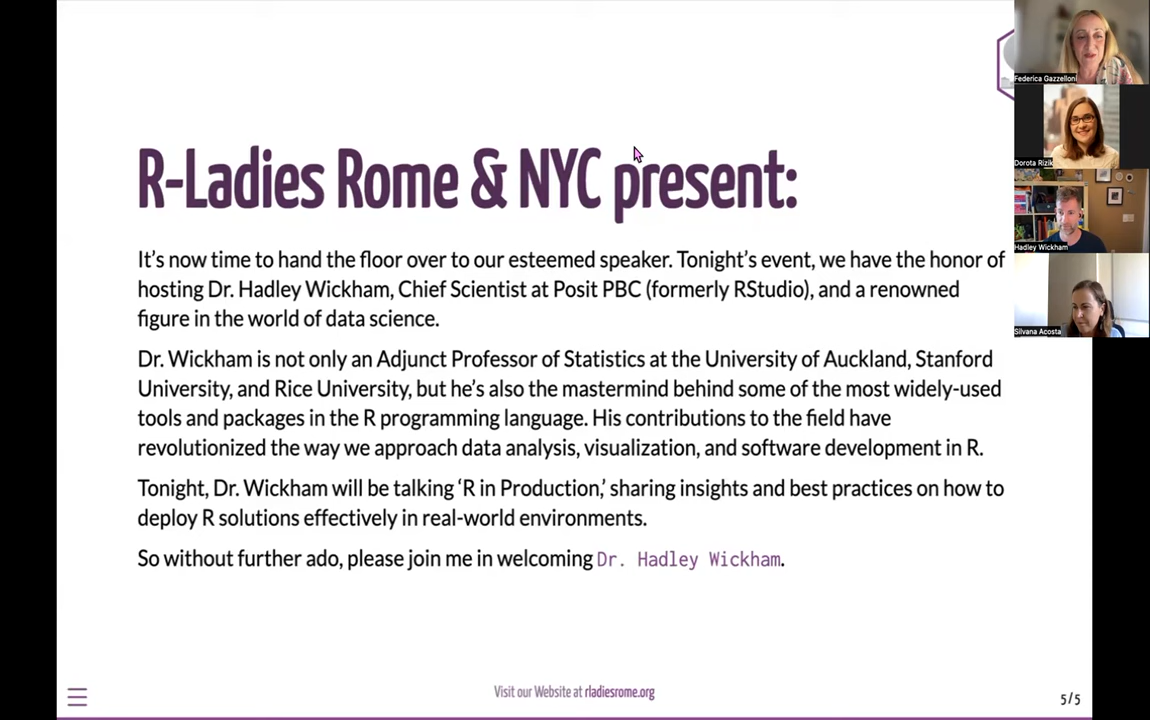 R-Ladies Rome & NYC present:
It's now time to hand the floor over to our esteemed speaker. Tonight's event, we have the honor of
hosting Dr. Hadley Wickham, Chief Scientist at Posit PBC (formerly RStudio), and a renowned
figure in the world of data science.
Dr. Wickham is not only an Adjunct Professor of Statistics at the University of Auckland, Stanford
University, and Rice University, but he's also the mastermind behind some of the most widely-used
tools and packages in the R programming language. His contributions to the field have
revolutionized the way we approach data analysis, visualization, and software development in R.
Tonight, Dr. Wickham will be talking ‘R in Production,’ sharing insights and best practices on how to
deploy R solutions effectively in real-world environments.
So without further ado, please join me in welcoming Dr. Hadley Wickham.
Visit our Website at rladiesrome.org
5/5
Federica Gazzelloni
Dorota Rizik
Hadley Wickham
Silvana Acosta